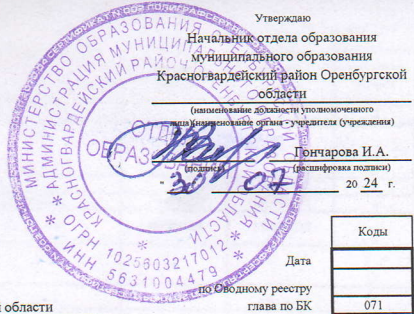 Утверждаю
Начальник отдела образования
муниципального образования
Красногвардейский район Оренбургской
области
(наименование должности уполномоченного
лица)(наименование органа - учредителя (учреждения)
Гончарова И.А.
(подпись) (расшифровка подписи)
" 30 " 07 20 24 г.
Коды
Дата
по Сводному реестру
области глава по БК 071
МИНИСТЕРСТВО ОБРАЗОВАНИЯ
АДМИНИСТРАЦИЯ МУНИЦИПАЛЬНОГО
КРАСНОГВАРДЕЙСКИЙ РАЙОН
ОТДЕЛ
ОБРАЗОВАНИЯ
ОГРН 1025603217012
ИНН 5631004479